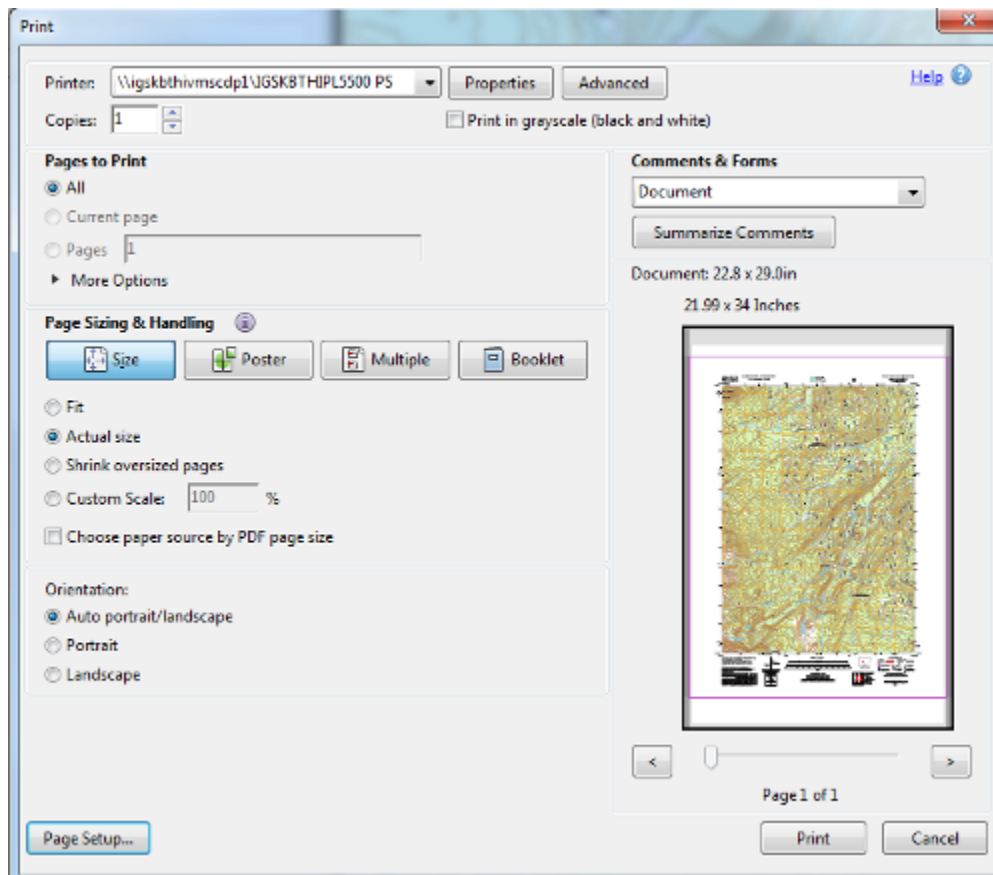 Print
Printer: \\igskbthivmscdp1\IGSKBTHIPL5500 PS Properties Advanced Help
Copies: 1 Print in grayscale (black and white)
Pages to Print
All
Current page
Pages 1
More Options
Comments & Forms
Document
Summarize Comments
Document: 22.8 x 29.0in
21.99 x 34 Inches
Page Sizing & Handling
Size Poster Multiple Booklet
Fit
Actual size
Shrink oversized pages
Custom Scale: 100 %
Choose paper source by PDF page size
Orientation:
Auto portrait/landscape
Portrait
Landscape
< >
Page 1 of 1
Page Setup... Print Cancel